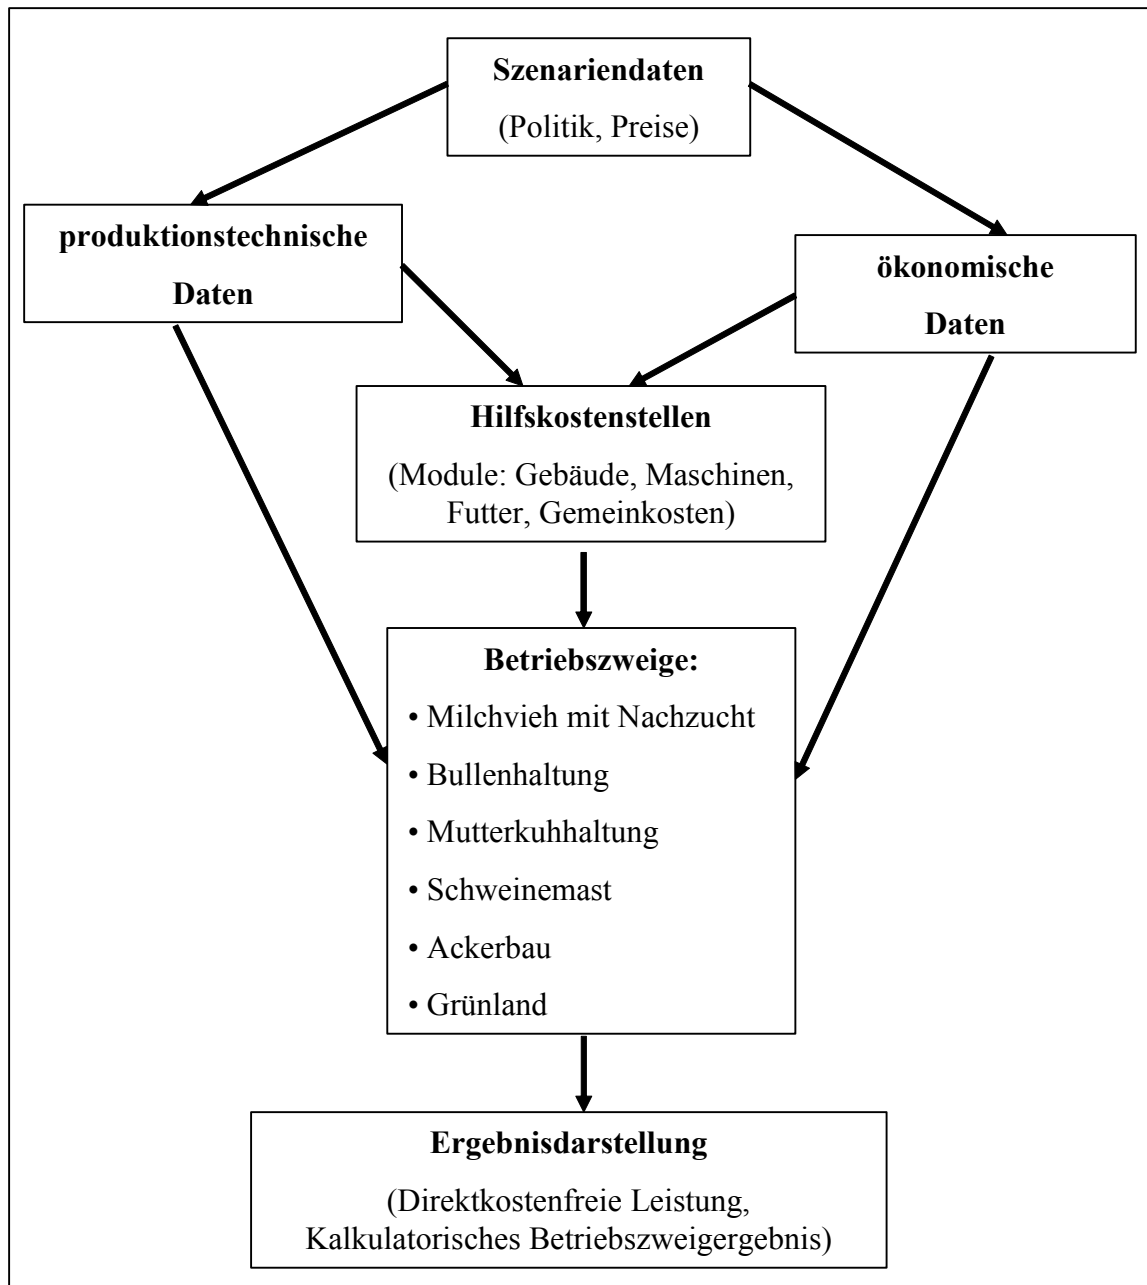 Szenariendaten
(Politik, Preise)
produktionstechnische
Daten
ökonomische
Daten
Hilfskostenstellen
(Module: Gebäude, Maschinen,
Futter, Gemeinkosten)
Betriebszweige:
• Milchvieh mit Nachzucht
• Bullenhaltung
• Mutterkuhhaltung
• Schweinemast
• Ackerbau
• Grünland
Ergebnisdarstellung
(Direktkostenfreie Leistung,
Kalkulatorisches Betriebszweigergebnis)